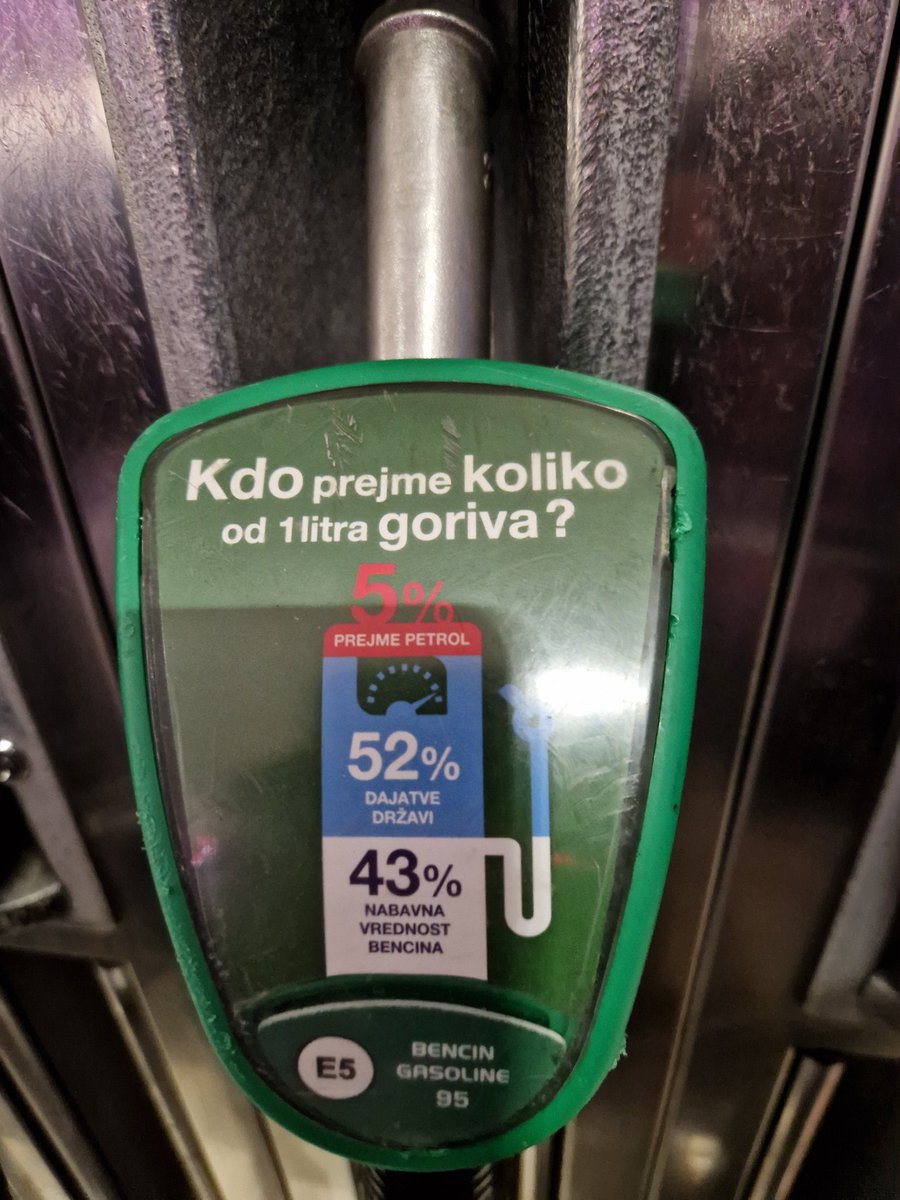 Kdo prejme koliko
od 1 litra goriva?
5%
PREJME PETROL
52%
DAJATVE
DRŽAVI
43%
NABAVNA
VREDNOST
BENCINA
E5
BENCIN
GASOLINE
95